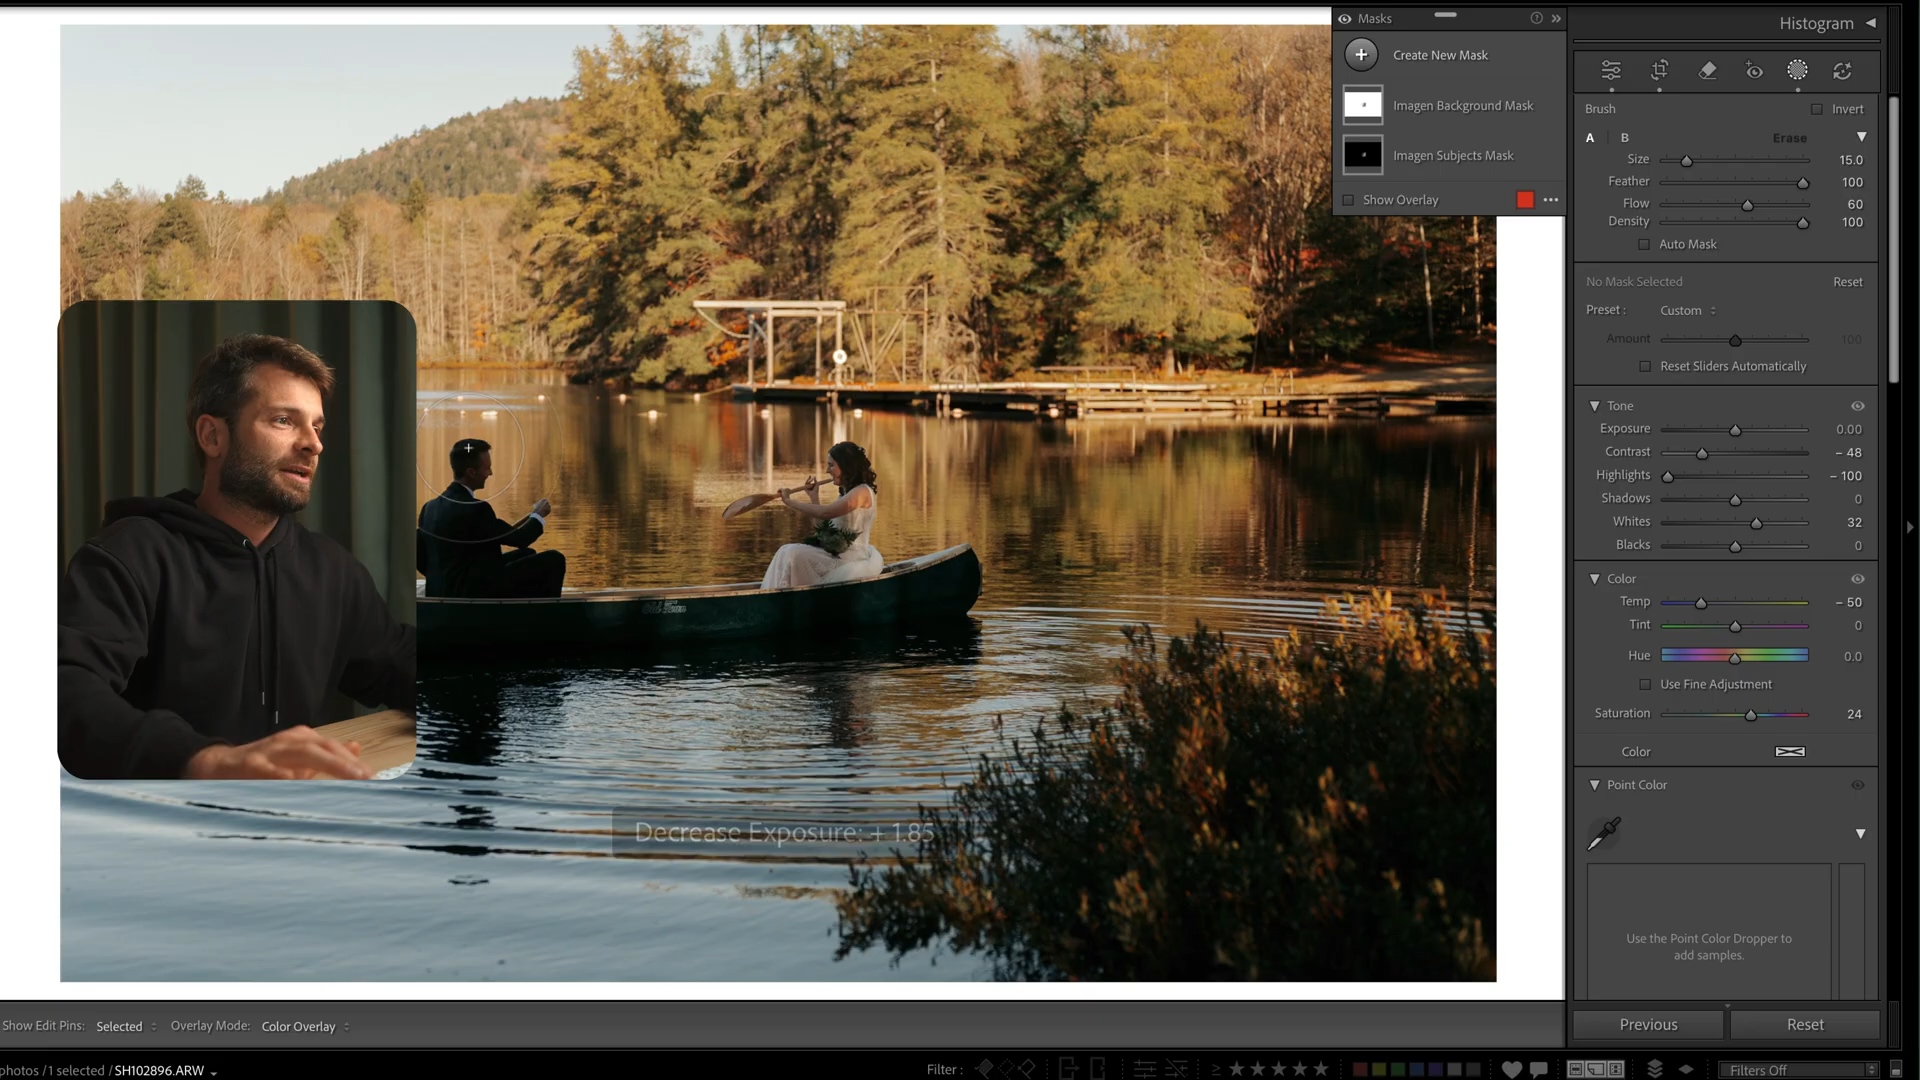 Masks
Create New Mask
Imagen Background Mask
Imagen Subjects Mask
Show Overlay
Histogram
Brush
Invert
A B Erase
Size 15.0
Feather 100
Flow 60
Density 100
Auto Mask
No Mask Selected Reset
Preset : Custom
Amount 100
Reset Sliders Automatically
Tone
Exposure 0.00
Contrast – 48
Highlights – 100
Shadows 0
Whites 32
Blacks 0
Color
Temp – 50
Tint 0
Hue 0.0
Use Fine Adjustment
Saturation 24
Color
Point Color
Use the Point Color Dropper to
add samples.
Decrease Exposure: + 1.85
Previous Reset
Show Edit Pins: Selected Overlay Mode: Color Overlay
photos /1 selected /SH102896.ARW
Filter :
Filters Off